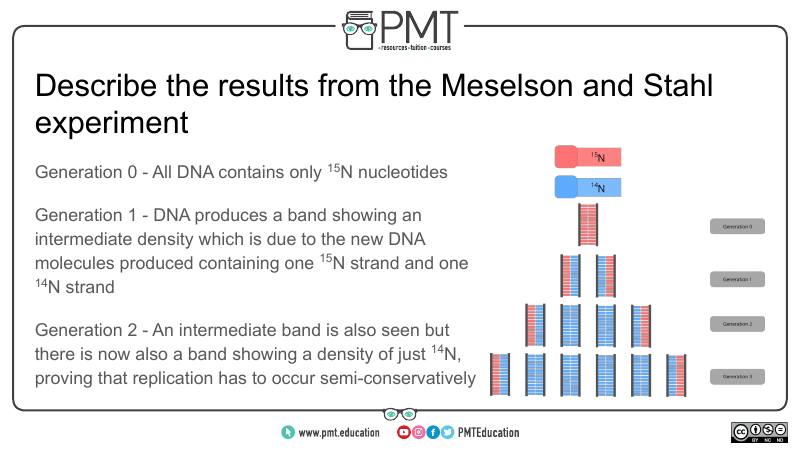 PMT
resources • tuition • courses
Describe the results from the Meselson and Stahl
experiment
Generation 0 - All DNA contains only ¹⁵N nucleotides
Generation 1 - DNA produces a band showing an
intermediate density which is due to the new DNA
molecules produced containing one ¹⁵N strand and one
¹⁴N strand
Generation 2 - An intermediate band is also seen but
there is now also a band showing a density of just ¹⁴N,
proving that replication has to occur semi-conservatively
¹⁵N
¹⁴N
Generation 0
Generation 1
Generation 2
Generation 3
www.pmt.education
PMTEducation
CC
BY NC ND